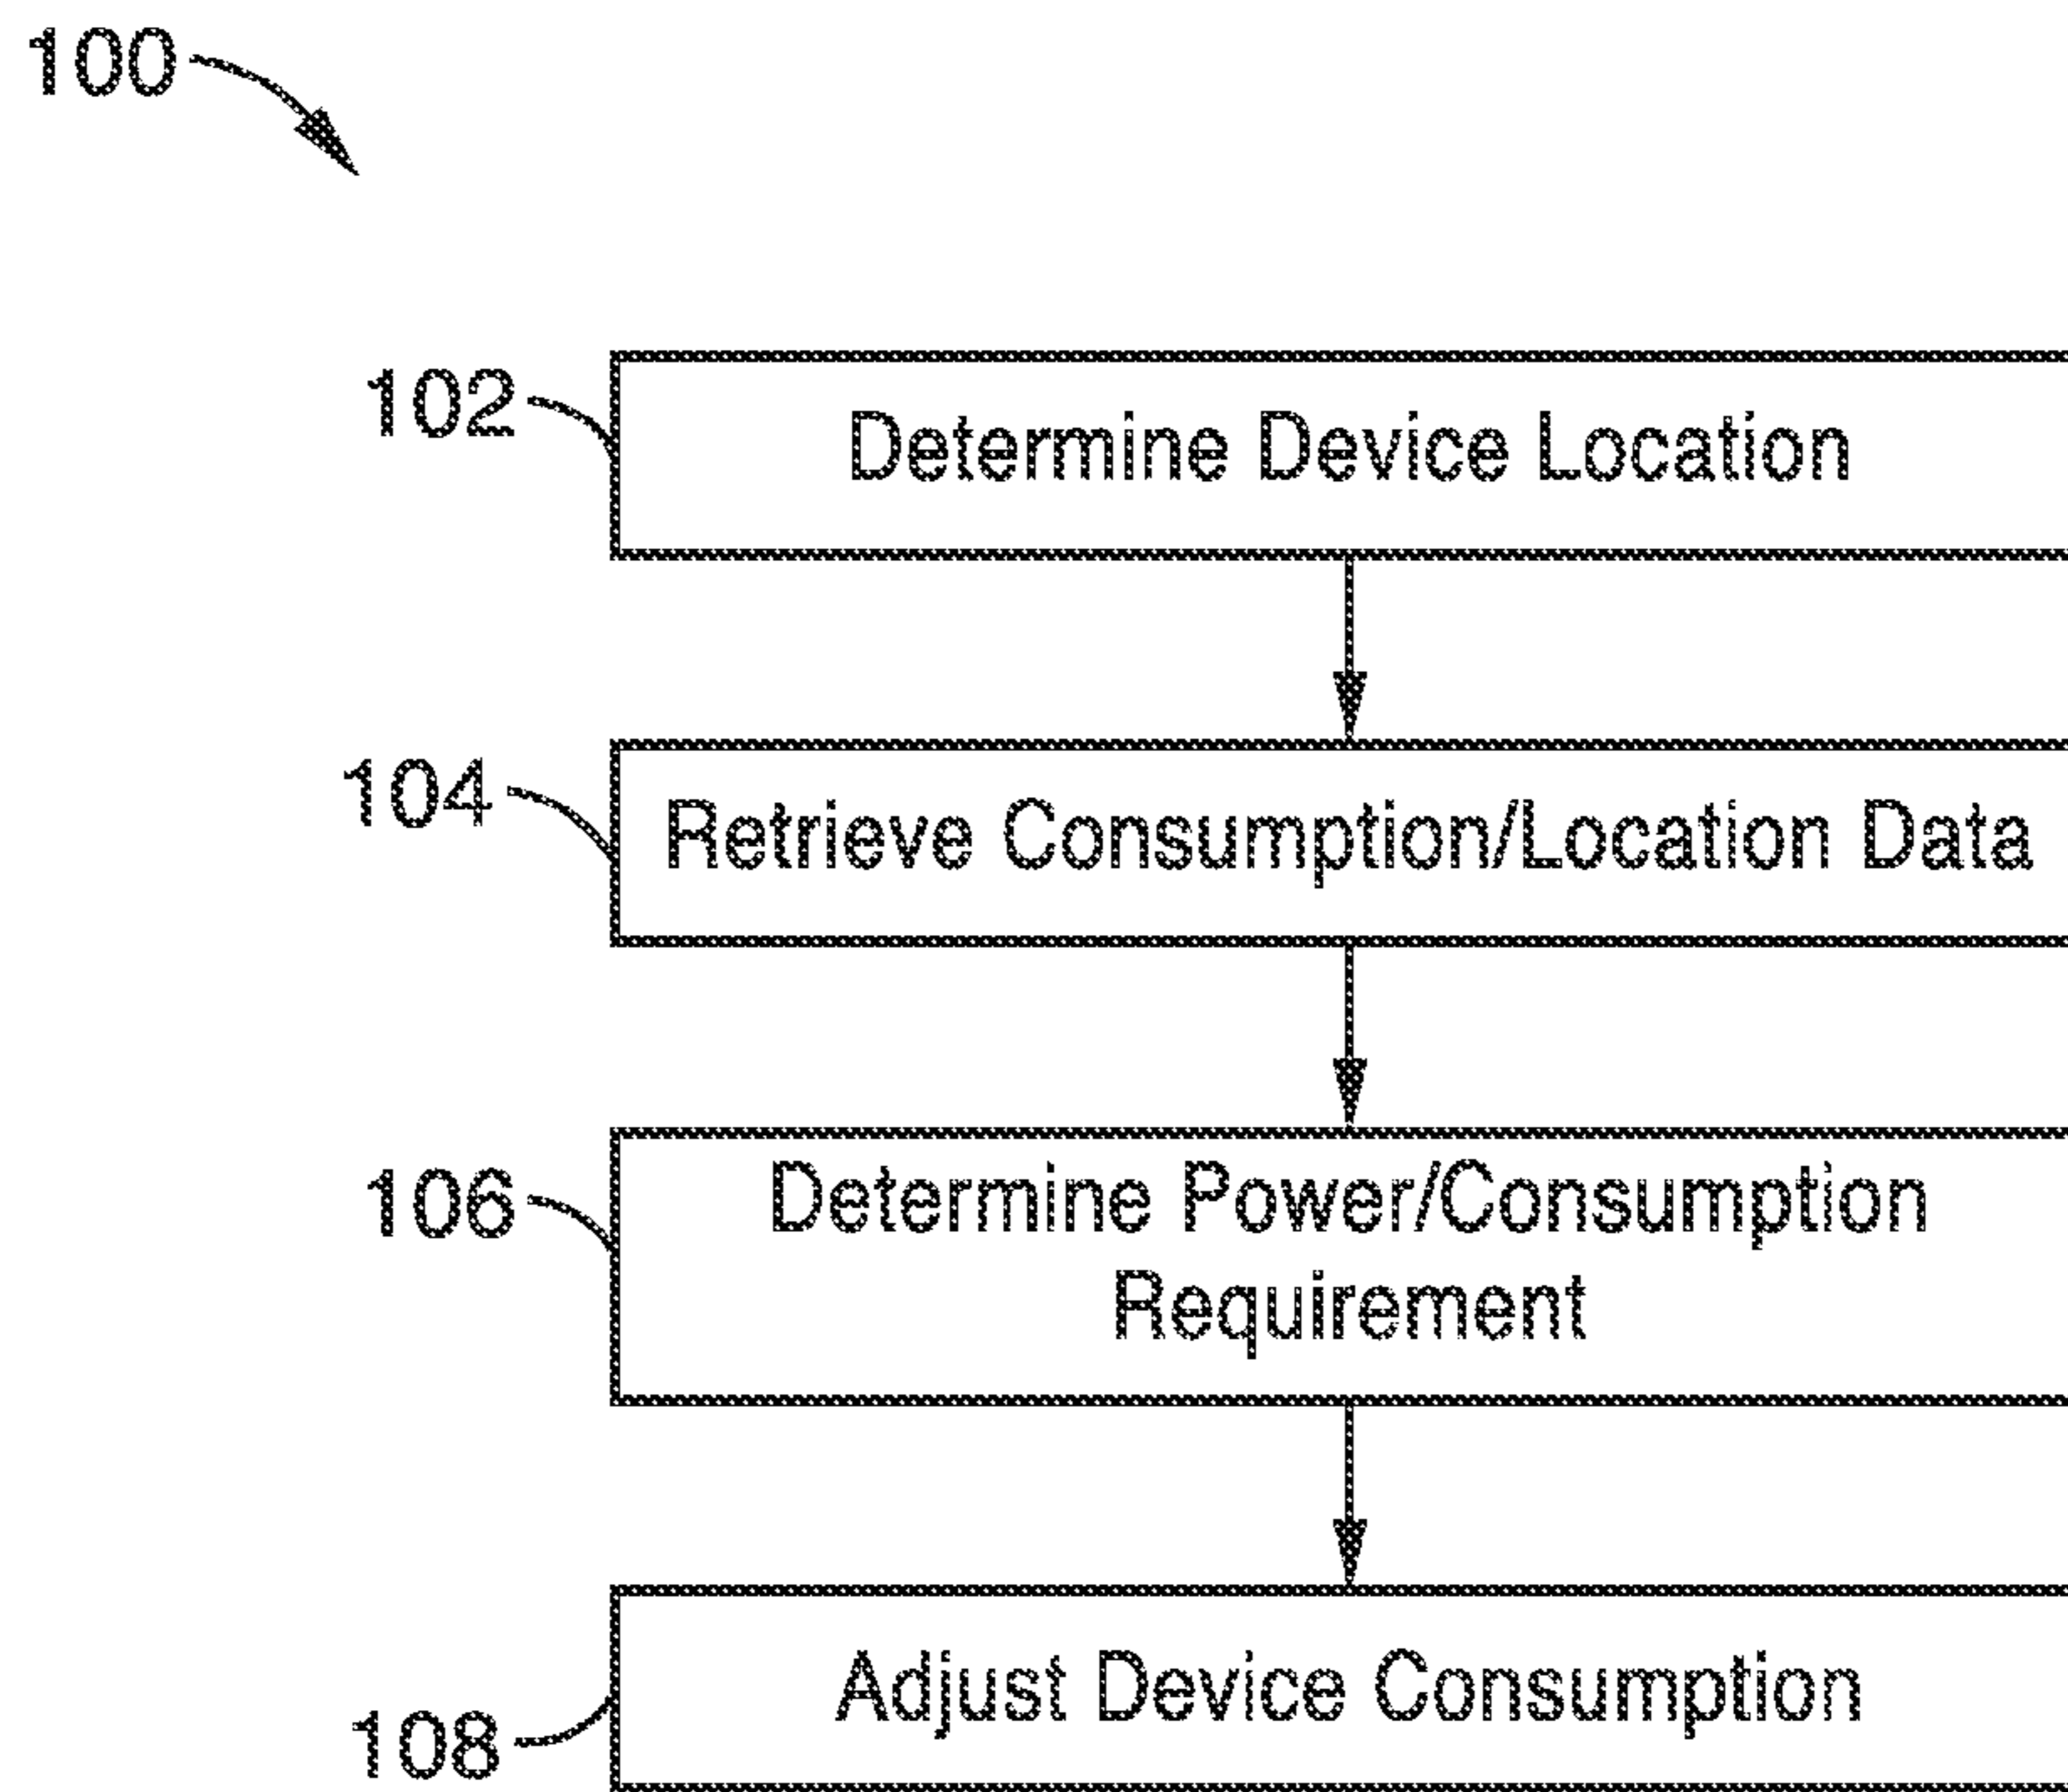 100
102
Determine Device Location
104
Retrieve Consumption/Location Data
106
Determine Power/Consumption
Requirement
Adjust Device Consumption
108